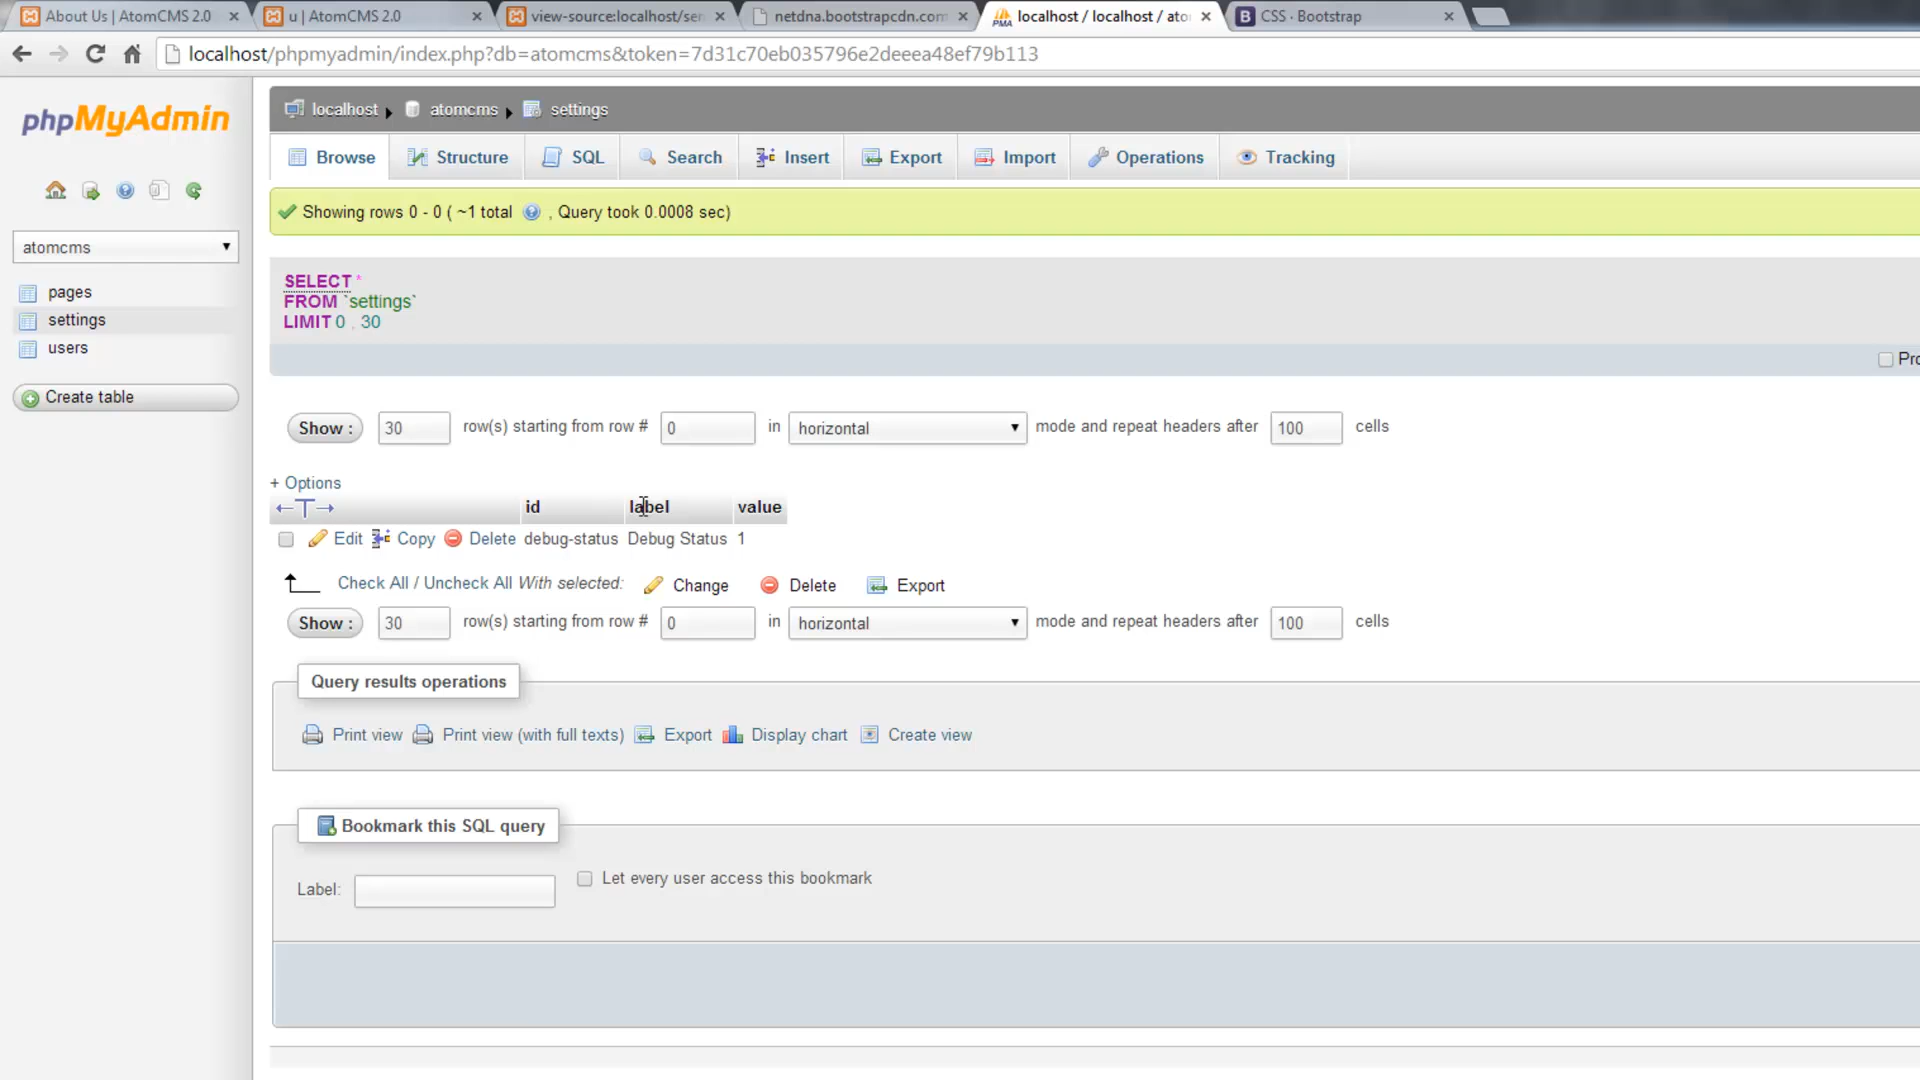 About Us | AtomCMS 2.0
u | AtomCMS 2.0
view-source:localhost/ser
netdna.bootstrapcdn.com
localhost / localhost / ato
CSS · Bootstrap
localhost/phpmyadmin/index.php?db=atomcms&token=7d31c70eb035796e2deeea48ef79b113
phpMyAdmin
atomcms
pages
settings
users
Create table
localhost atomcms settings
Browse Structure SQL Search Insert Export Import Operations Tracking
Showing rows 0 - 0 ( ~1 total , Query took 0.0008 sec)
SELECT *
FROM `settings`
LIMIT 0 , 30
Pro
Show : 30 row(s) starting from row # 0 in horizontal mode and repeat headers after 100 cells
+ Options
←T→ id label value
Edit Copy Delete debug-status Debug Status 1
Check All / Uncheck All With selected: Change Delete Export
Show : 30 row(s) starting from row # 0 in horizontal mode and repeat headers after 100 cells
Query results operations
Print view Print view (with full texts) Export Display chart Create view
Bookmark this SQL query
Label: Let every user access this bookmark